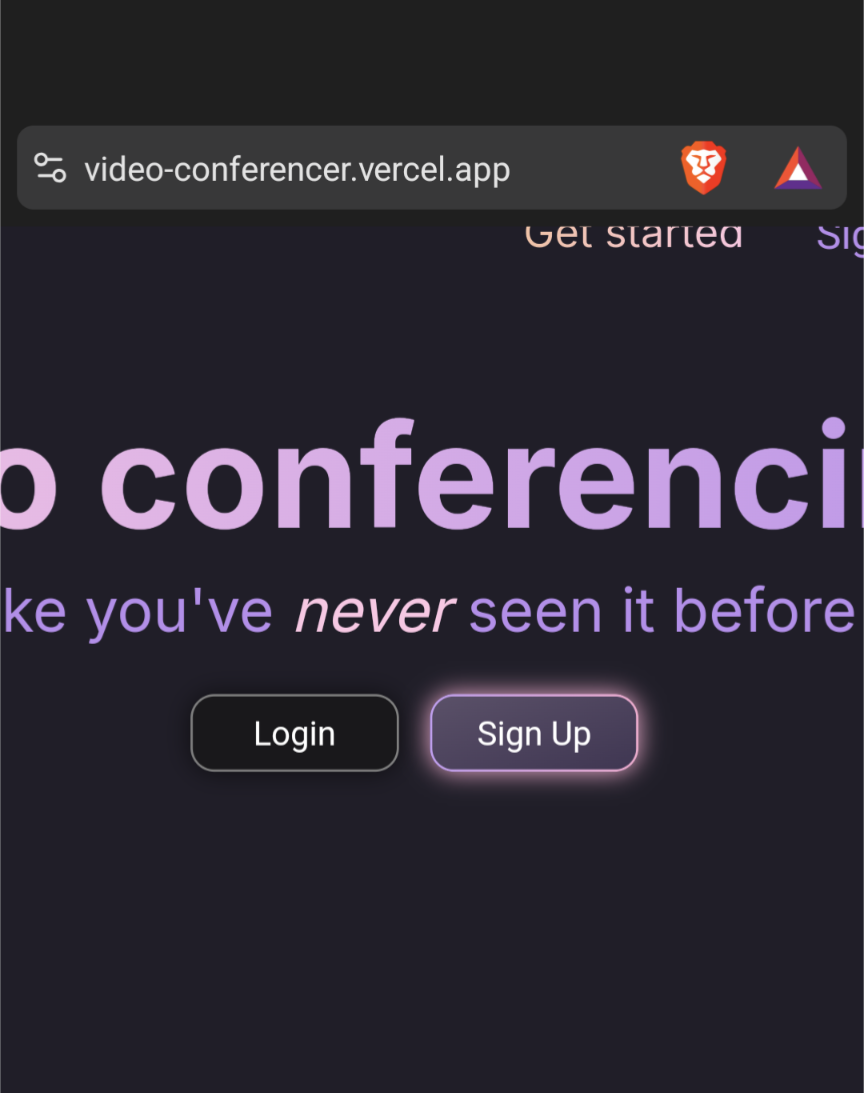 video-conferencer.vercel.app
Get started Sig
o conferenci
ke you've never seen it before
Login Sign Up